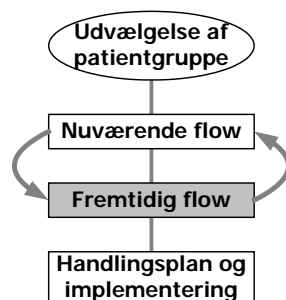 Udvælgelse af
patientgruppe
Nuværende flow
Fremtidig flow
Handlingsplan og
implementering